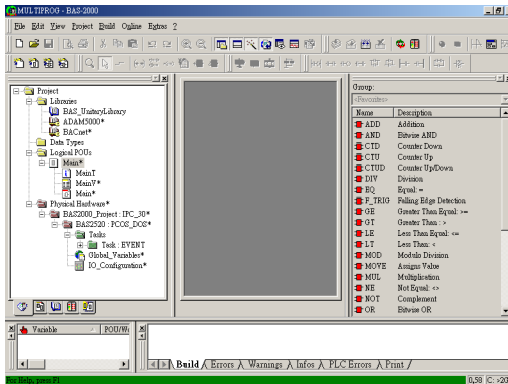 MULTIPROG - BAS-2000
File Edit View Project Build Online Extras ?
Project
Libraries
BAS_UnitaryLibrary
ADAM5000*
BACnet*
Data Types
Logical POUs
Main*
MainT
MainV*
Main*
Physical Hardware*
BAS2000_Project : IPC_30*
BAS2520 : PCOS_DOS*
Tasks
Task : EVENT
Global_Variables*
IO_Configuration*
Group:
<Favorites>
Name Description
ADD Addition
AND Bitwise AND
CTD Counter Down
CTU Counter Up
CTUD Counter Up/Down
DIV Division
EQ Equal: =
F_TRIG Falling Edge Detection
GE Greater Than Equal: >=
GT Greater Than : >
LE Less Than Equal: <=
LT Less Than: <
MOD Modulo Division
MOVE Assigns Value
MUL Multiplication
NE Not Equal: <>
NOT Complement
OR Bitwise OR
Variable POU/Wo
Build Errors Warnings Infos PLC Errors Print
For Help, press F1 0,58 C: >2G